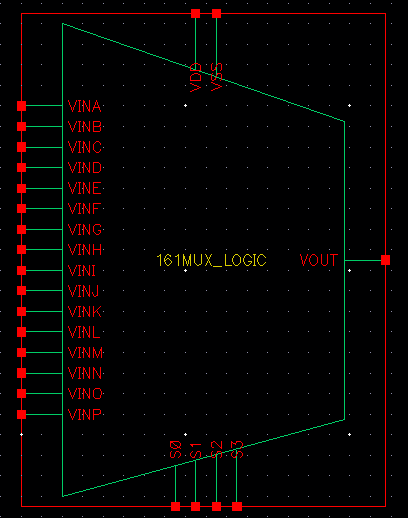 VDD VSS
VINA
VINB
VINC
VIND
VINE
VINF
VING
VINH
161MUX_LOGIC VOUT
VINI
VINJ
VINK
VINL
VINM
VINN
VINO
VINP
S0 S1 S2 S3